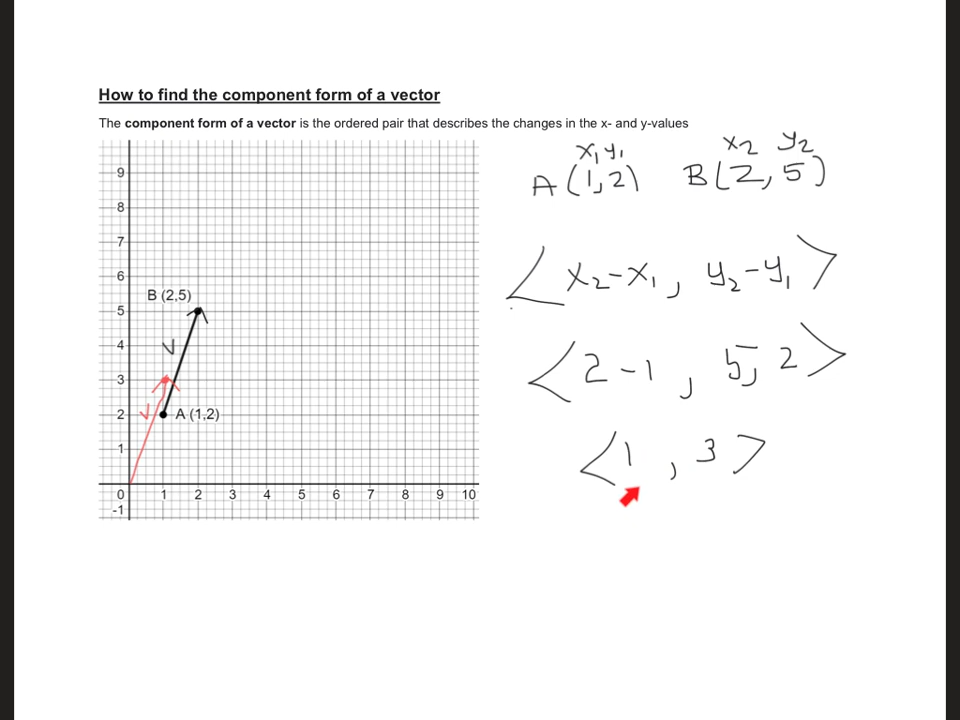 How to find the component form of a vector
The component form of a vector is the ordered pair that describes the changes in the x- and y-values
x₁ y₁ x₂ y₂
A (1,2) B(2,5)
<x₂-x₁, y₂-y₁>
<2-1, 5, 2>
<1, 3>
9
8
7
6
B (2,5)
5
4
V
3
2
V
A (1,2)
1
0 1 2 3 4 5 6 7 8 9 10
-1